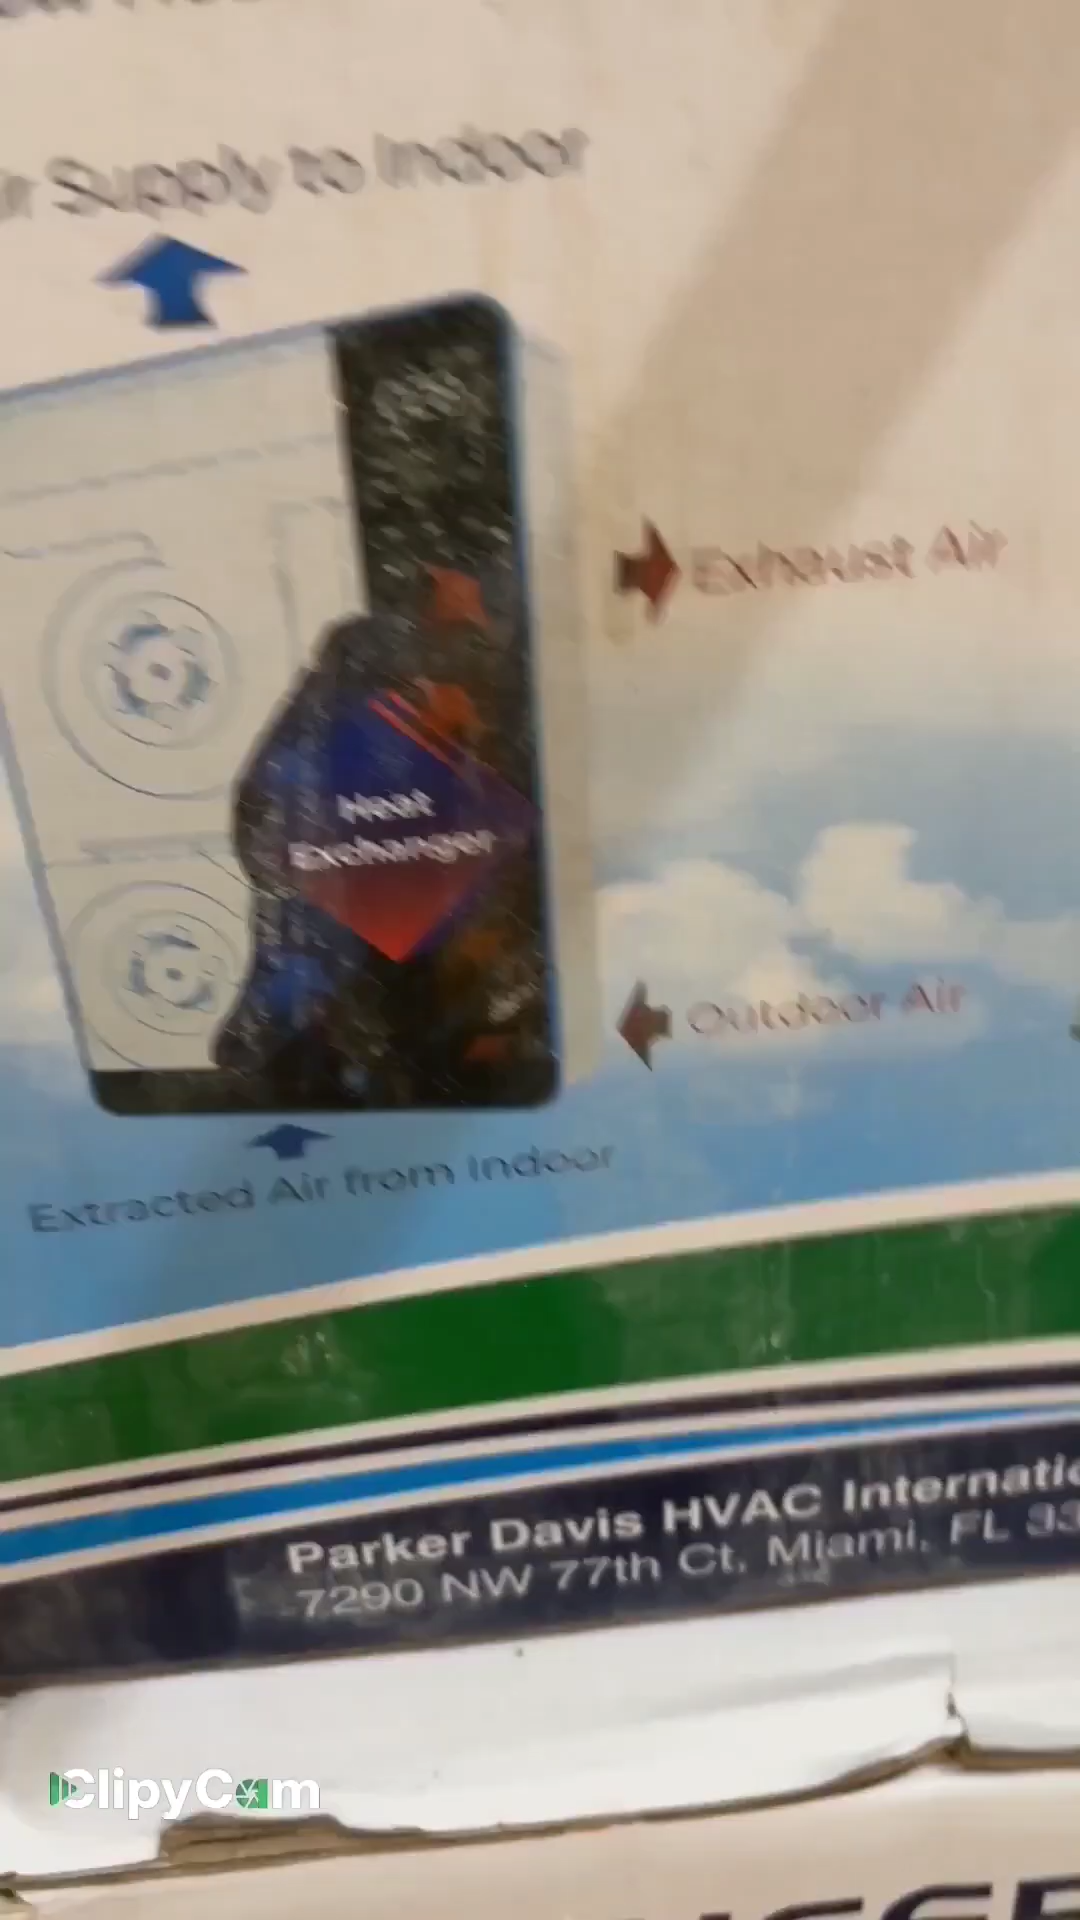 Supply to Indoor
Exhaust Air
Heat
Exchanger
Outdoor Air
Extracted Air from Indoor
Parker Davis HVAC
7290 NW 77th Ct, Miami, FL
ClipyCam